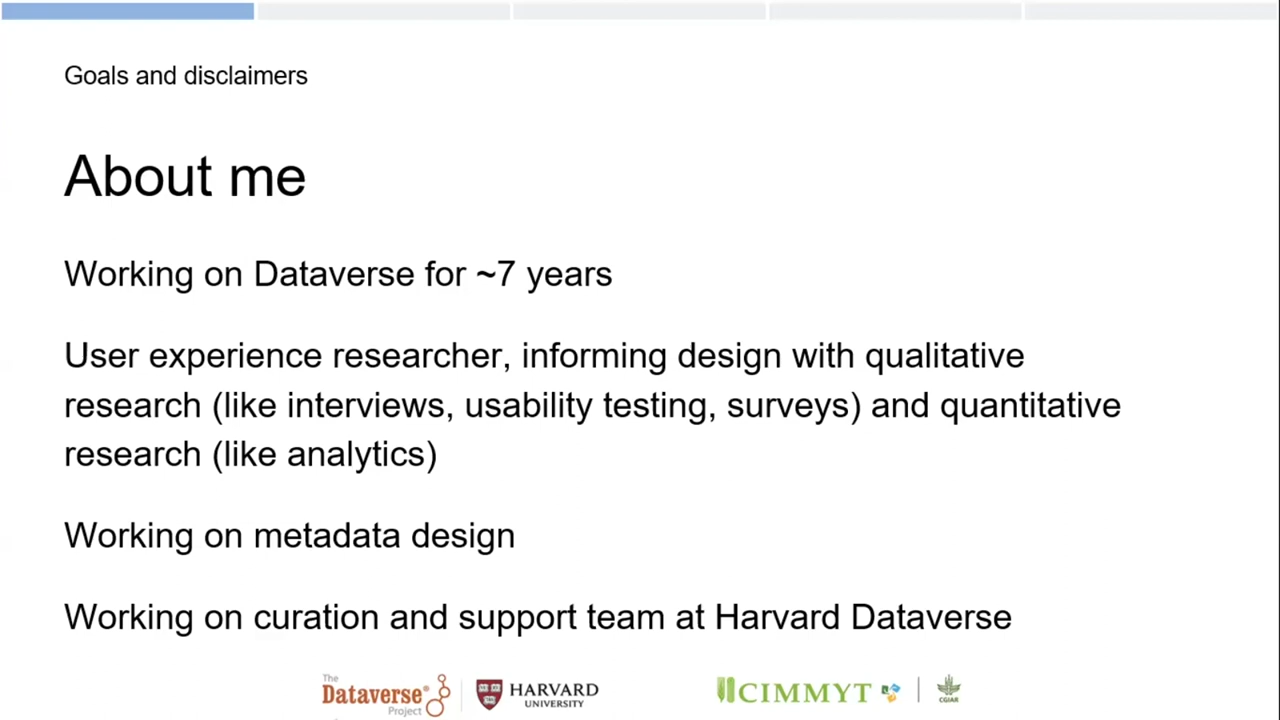 Goals and disclaimers
About me
Working on Dataverse for ~7 years
User experience researcher, informing design with qualitative
research (like interviews, usability testing, surveys) and quantitative
research (like analytics)
Working on metadata design
Working on curation and support team at Harvard Dataverse
The
Dataverse®
Project
HARVARD
UNIVERSITY
CIMMYT
CGIAR